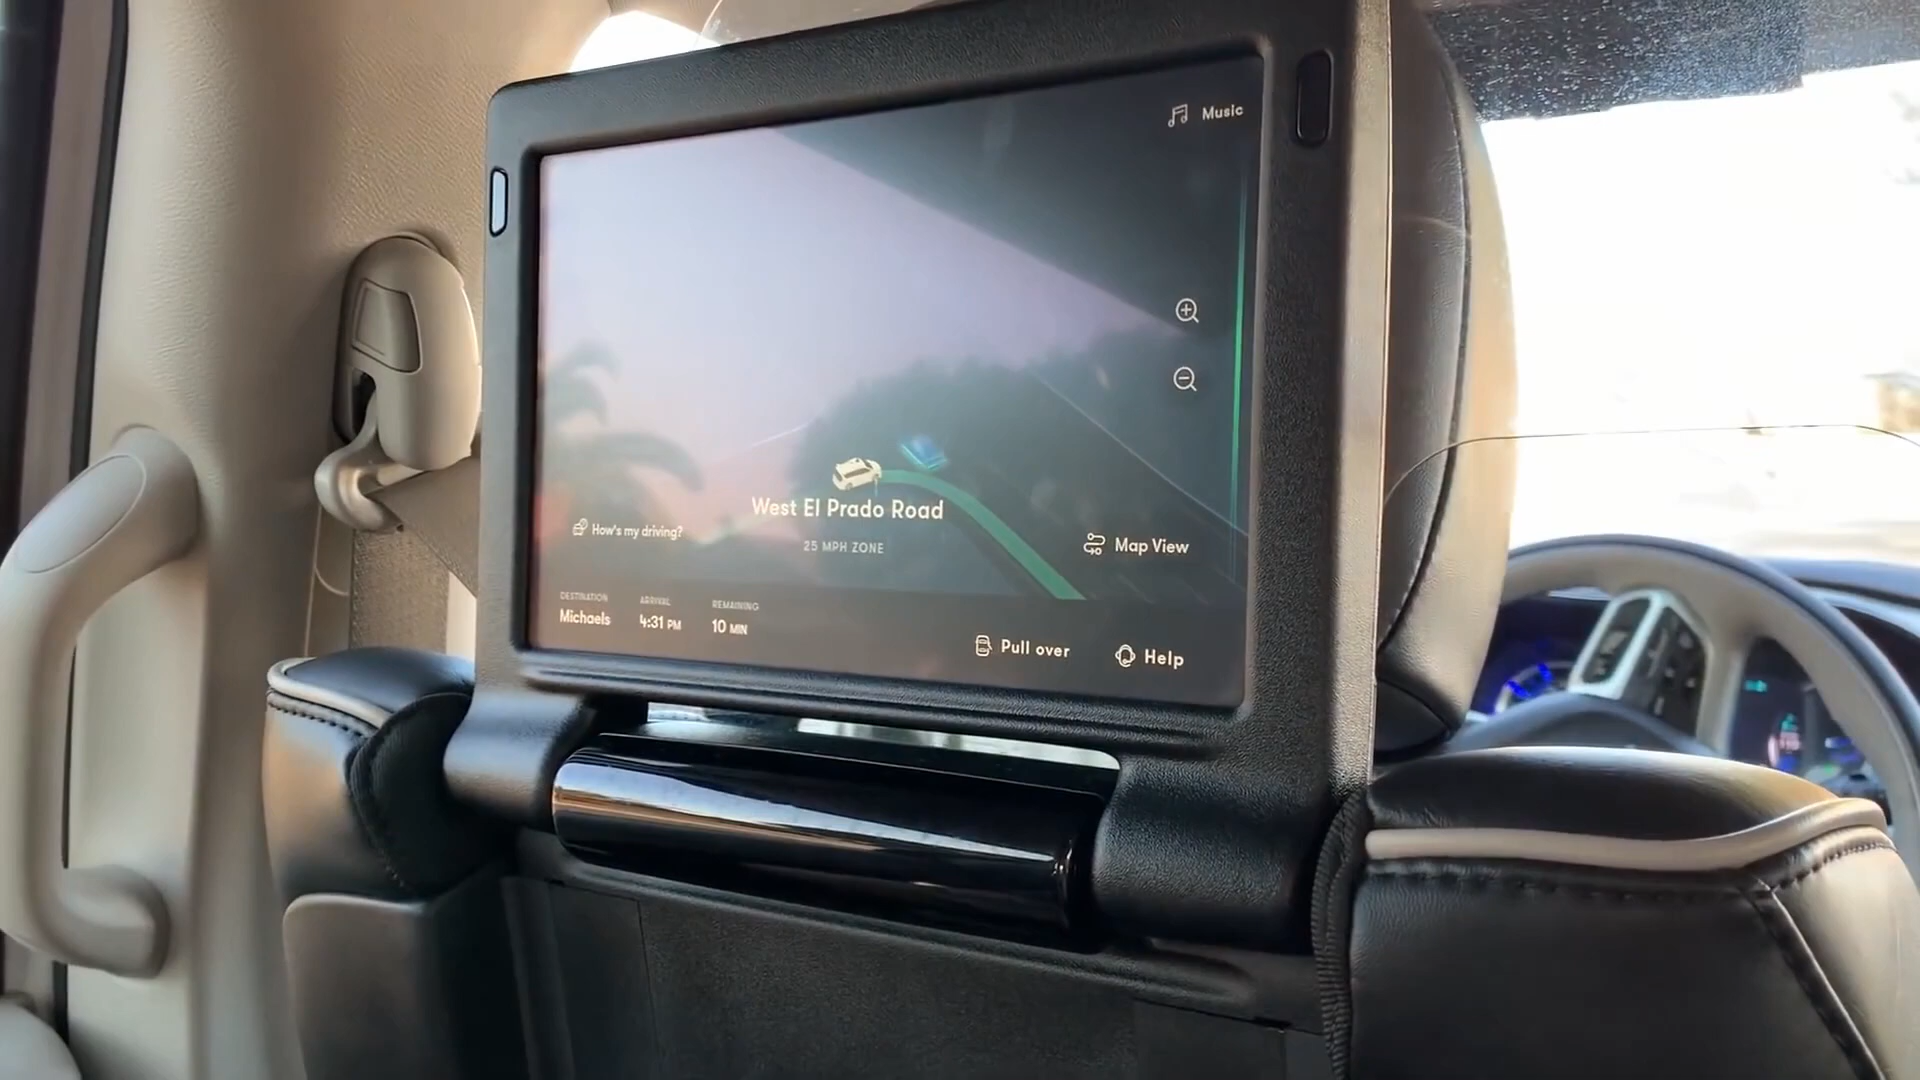 Music
West El Prado Road
25 MPH ZONE
How's my driving?
Map View
DESTINATION
Michaels
ARRIVAL
4:31 PM
REMAINING
10 MIN
Pull over
Help